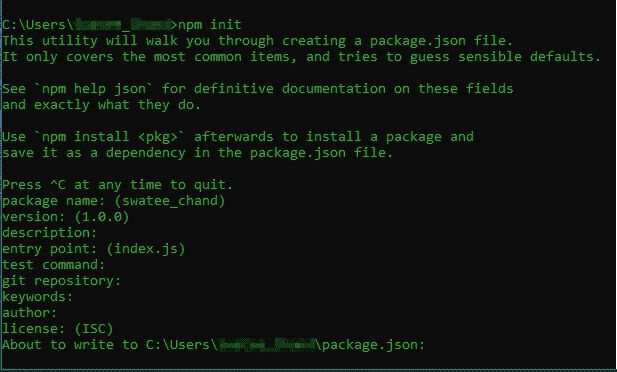 C:\Users\>npm init
This utility will walk you through creating a package.json file.
It only covers the most common items, and tries to guess sensible defaults.
See `npm help json` for definitive documentation on these fields
and exactly what they do.
Use `npm install <pkg>` afterwards to install a package and
save it as a dependency in the package.json file.
Press ^C at any time to quit.
package name: (swatee_chand)
version: (1.0.0)
description:
entry point: (index.js)
test command:
git repository:
keywords:
author:
license: (ISC)
About to write to C:\Users\\package.json: